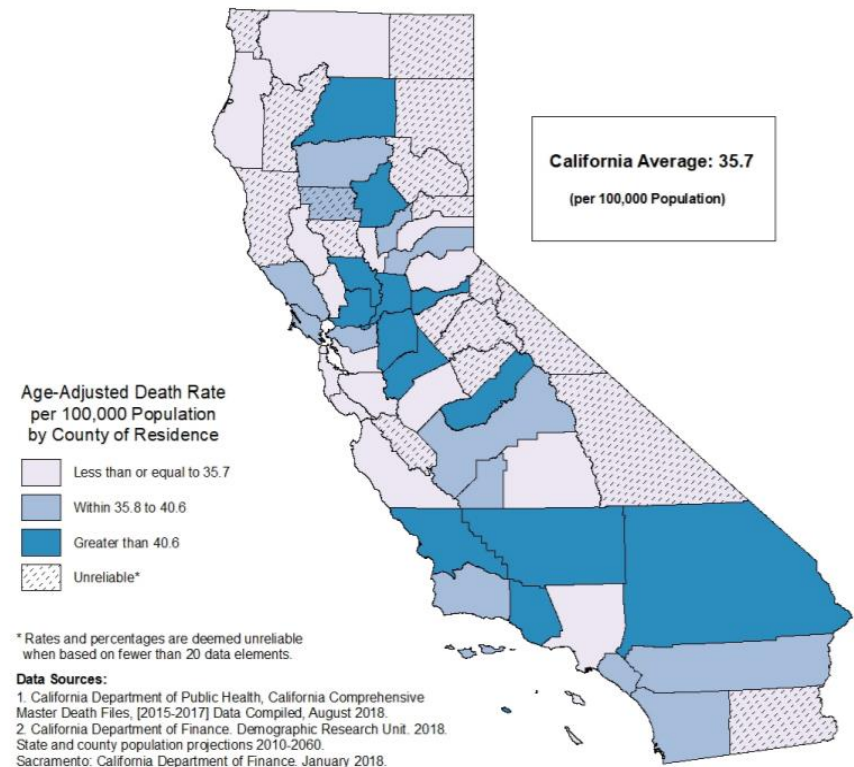 California Average: 35.7
(per 100,000 Population)
Age-Adjusted Death Rate
per 100,000 Population
by County of Residence
Less than or equal to 35.7
Within 35.8 to 40.6
Greater than 40.6
Unreliable*
* Rates and percentages are deemed unreliable
when based on fewer than 20 data elements.
Data Sources:
1. California Department of Public Health, California Comprehensive
Master Death Files, [2015-2017] Data Compiled, August 2018.
2. California Department of Finance. Demographic Research Unit. 2018.
State and county population projections 2010-2060.
Sacramento: California Department of Finance. January 2018.